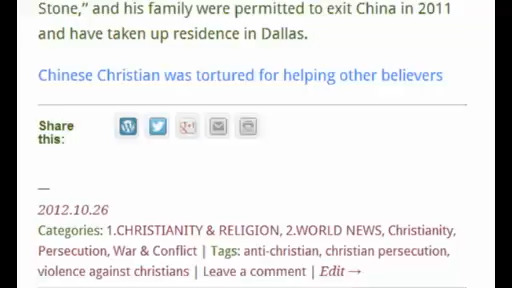 Stone,” and his family were permitted to exit China in 2011
and have taken up residence in Dallas.
Chinese Christian was tortured for helping other believers
Share
this:
—
2012.10.26
Categories: 1.CHRISTIANITY & RELIGION, 2.WORLD NEWS, Christianity,
Persecution, War & Conflict | Tags: anti-christian, christian persecution,
violence against christians | Leave a comment | Edit →